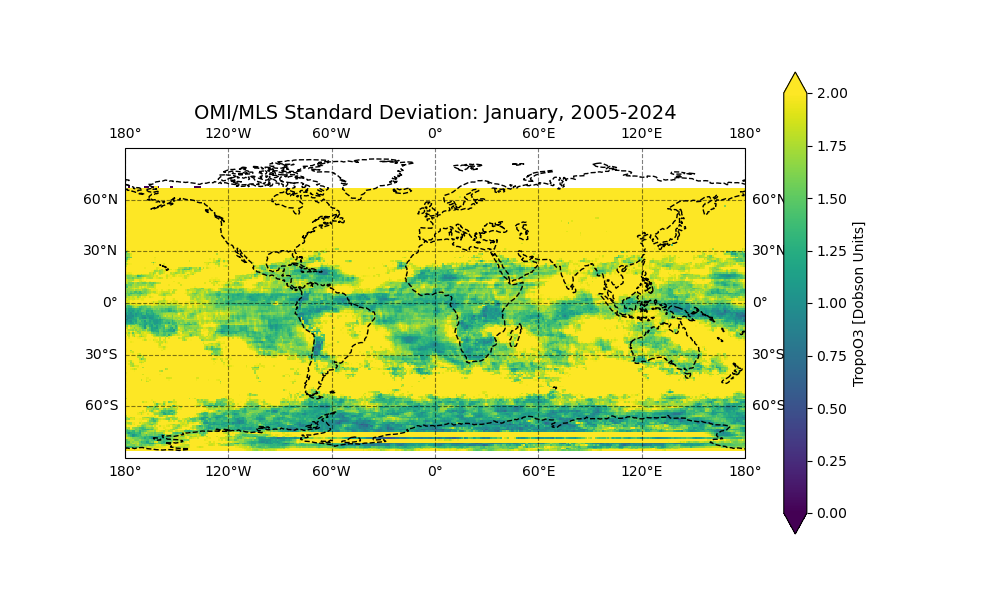 OMI/MLS Standard Deviation: January, 2005-2024
180° 120°W 60°W 0° 60°E 120°E 180°
60°N 60°N
30°N 30°N
0° 0°
30°S 30°S
60°S 60°S
180° 120°W 60°W 0° 60°E 120°E 180°
2.00
1.75
1.50
1.25
1.00
0.75
0.50
0.25
0.00
TropoO3 [Dobson Units]